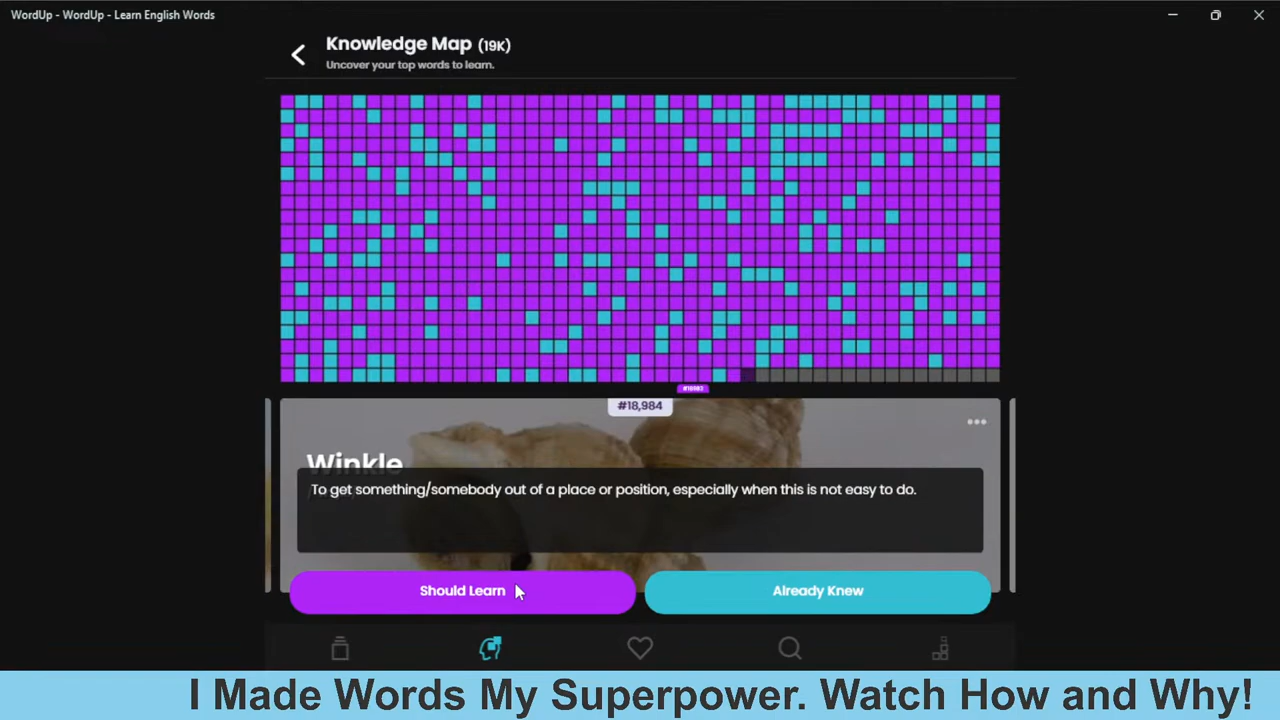 WordUp - WordUp - Learn English Words
Knowledge Map (19K)
Uncover your top words to learn.
#18,984
Winkle
To get something/somebody out of a place or position, especially when this is not easy to do.
Should Learn
Already Knew
I Made Words My Superpower. Watch How and Why!